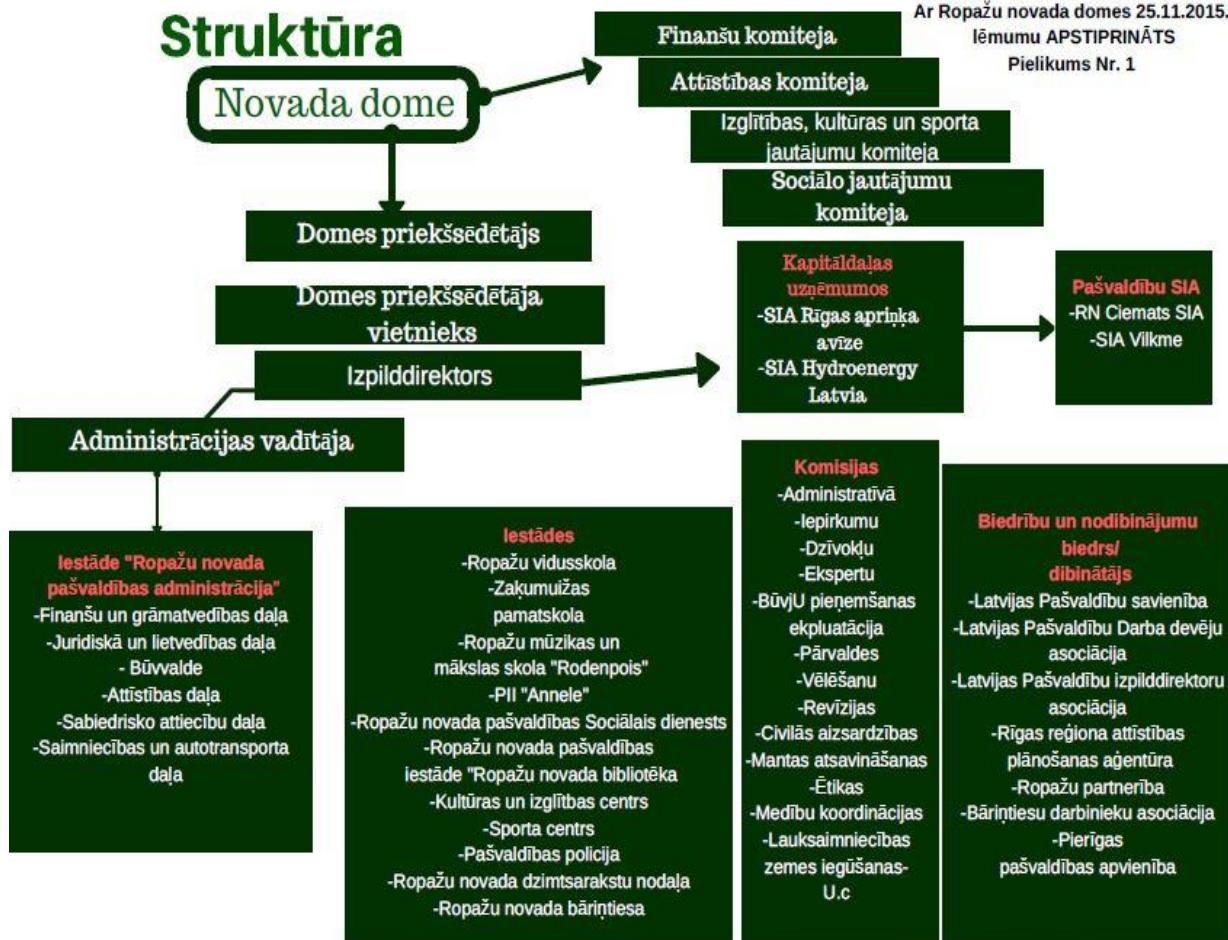 Struktūra
Novada dome
Finanšu komiteja
Attīstības komiteja
Izglītības, kultūras un sporta
jautājumu komiteja
Sociālo jautājumu
komiteja
Ar Ropažu novada domes 25.11.2015.
lēmumu APSTIPRINĀTS
Pielikums Nr. 1
Domes priekšsēdētājs
Domes priekšsēdētāja
vietnieks
Izpilddirektors
Administrācijas vadītāja
Kapitāldaļas
uzņēmumos
-SIA Rīgas apriņķa
avīze
-SIA Hydroenergy
Latvia
Pašvaldību SIA
-RN Ciemats SIA
-SIA Vilkme
Iestāde "Ropažu novada
pašvaldības administrācija"
-Finanšu un grāmatvedības daļa
-Juridiskā un lietvedības daļa
- Būvvalde
-Attīstības daļa
-Sabiedrisko attiecību daļa
-Saimniecības un autotransporta
daļa
Iestādes
-Ropažu vidusskola
-Zaķumuižas
pamatskola
-Ropažu mūzikas un
mākslas skola "Rodenpois"
-PII "Annele"
-Ropažu novada pašvaldības Sociālais dienests
-Ropažu novada pašvaldības
iestāde "Ropažu novada bibliotēka
-Kultūras un izglītbas centrs
-Sporta centrs
-Pašvaldības policija
-Ropažu novada dzimtsarakstu nodaļa
-Ropažu novada bāriņtiesa
Komisijas
-Administratīvā
-Iepirkumu
-Dzīvokļu
-Ekspertu
-BūvjU pieņemšanas
ekpluatācija
-Pārvaldes
-Vēlēšanu
-Revīzijas
-Civilās aizsardzības
-Mantas atsavināšanas
-Ētikas
-Medību koordinācijas
-Lauksaimniecības
zemes iegūšanas-
U.c
Biedrību un nodibinājumu
biedrs/
dibinātājs
-Latvijas Pašvaldību savienība
-Latvijas Pašvaldību Darba devēju
asociācija
-Latvijas Pašvaldību izpilddirektoru
asociācija
-Rīgas reģiona attīstības
plānošanas aģentūra
-Ropažu partnerība
-Bāriņtiesu darbinieku asociācija
-Pierīgas
pašvaldības apvienība